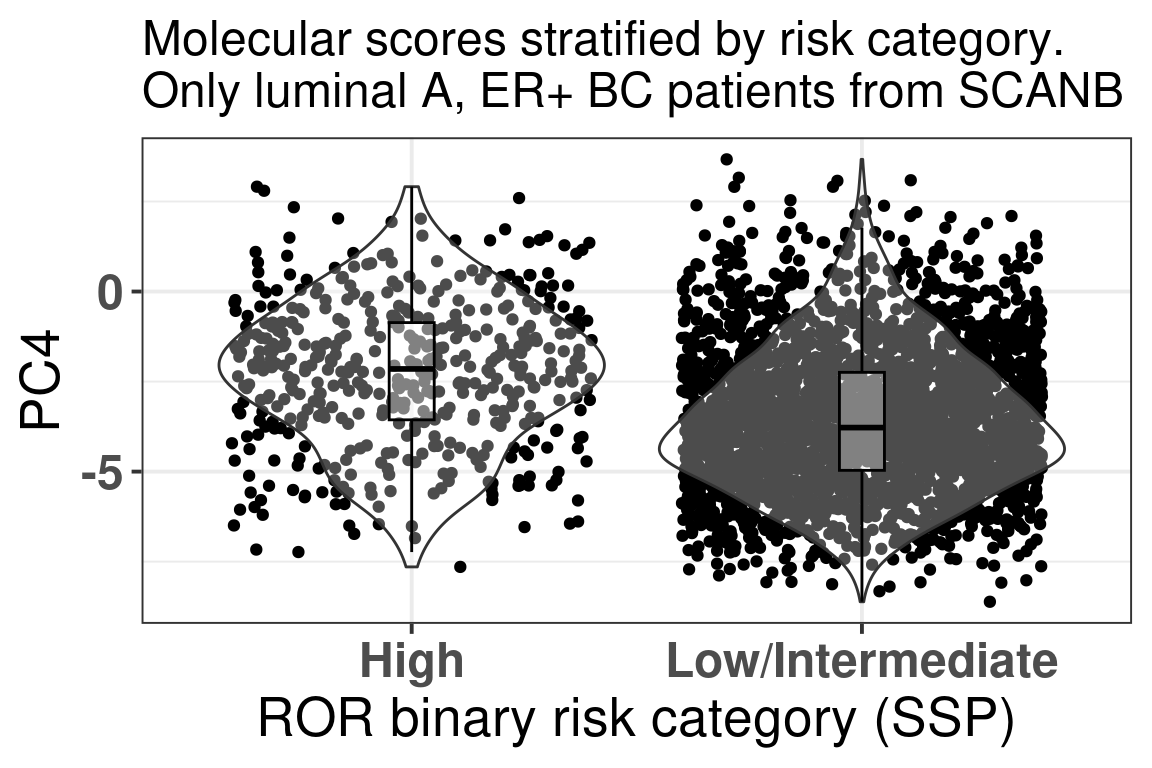 Molecular scores stratified by risk category.
Only luminal A, ER+ BC patients from SCANB
0
-5
PC4
High
Low/Intermediate
ROR binary risk category (SSP)